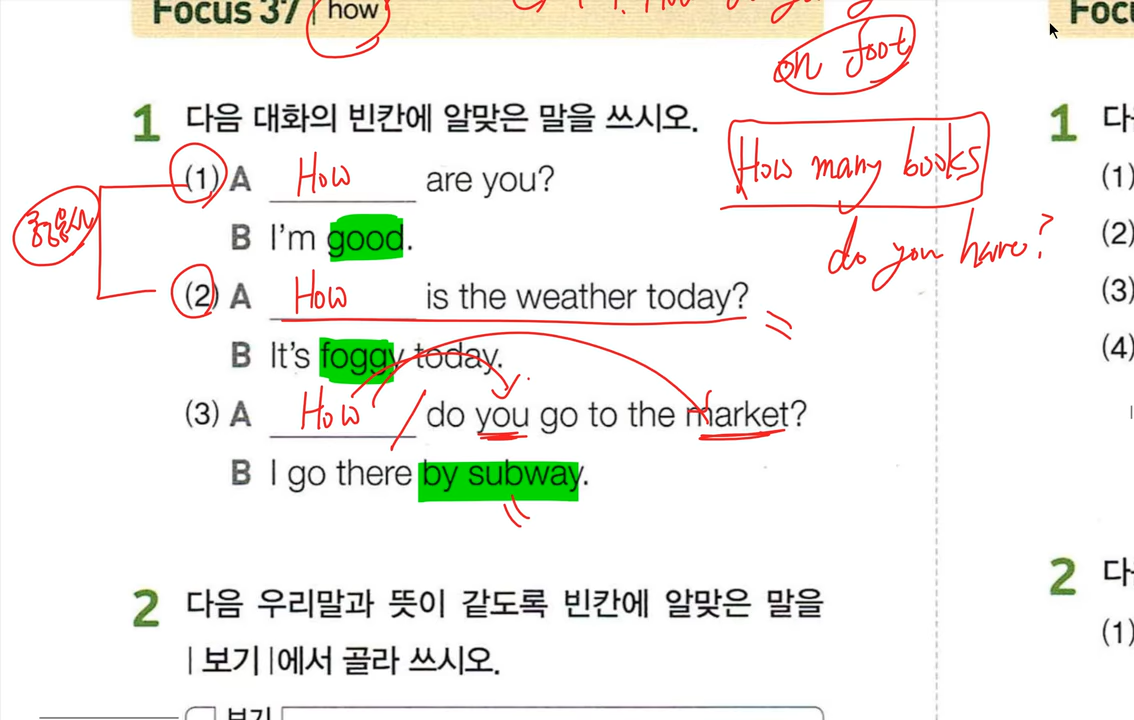 Focus 37 | how
on foot
1 다음 대화의 빈칸에 알맞은 말을 쓰시오.
How many books
do you have?
(1) A How are you?
B I'm good.
(2) A How is the weather today?
B It's foggy today.
(3) A How do you go to the market?
B I go there by subway.
2 다음 우리말과 뜻이 같도록 빈칸에 알맞은 말을
| 보기 |에서 골라 쓰시오.
보기
1
(1)
(2)
(3)
(4)
2
(1)